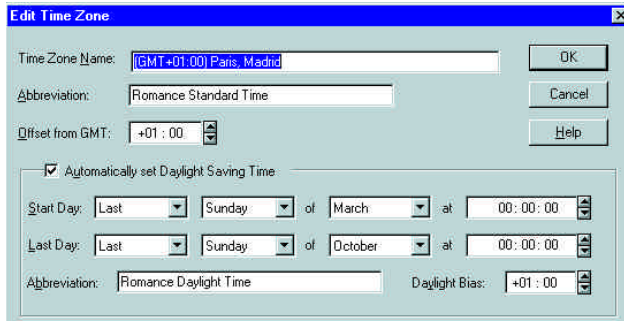 Edit Time Zone
Time Zone Name: (GMT+01:00) Paris, Madrid OK
Abbreviation: Romance Standard Time Cancel
Offset from GMT: +01 : 00 Help
Automatically set Daylight Saving Time
Start Day: Last Sunday of March at 00: 00: 00
Last Day: Last Sunday of October at 00: 00: 00
Abbreviation: Romance Daylight Time Daylight Bias: +01 : 00